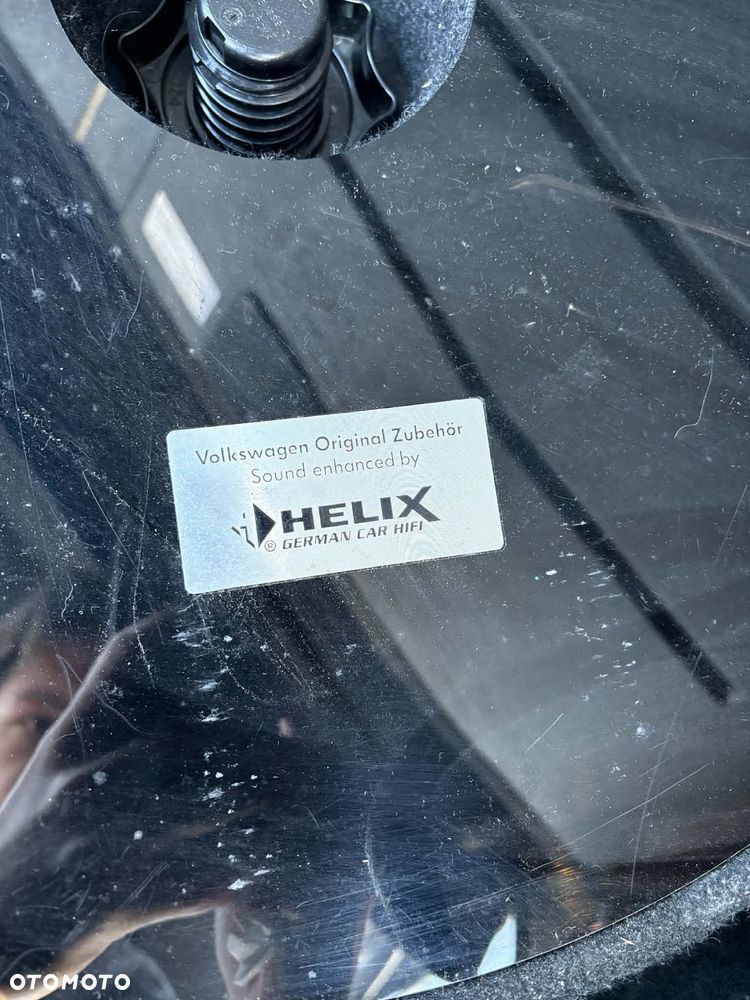 Volkswagen Original Zubehör
Sound enhanced by
HELIX
® GERMAN CAR HIFI
OTOMOTO